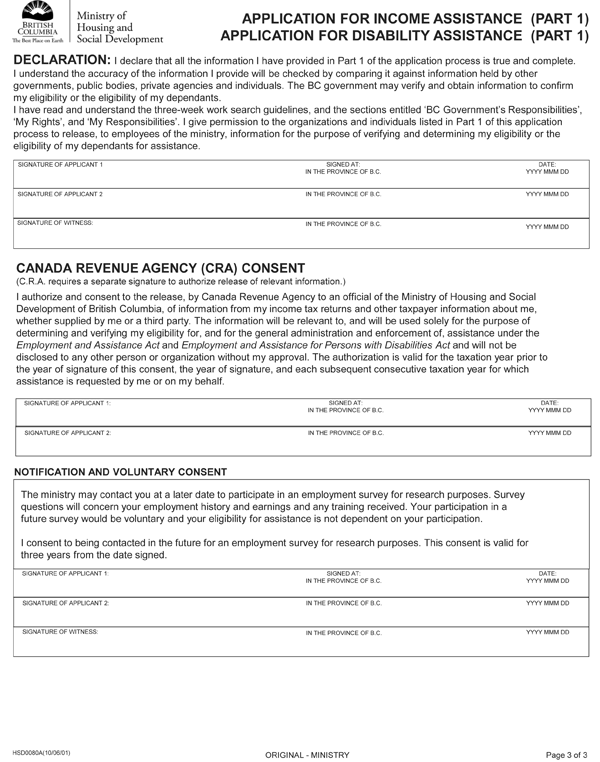 BRITISH
COLUMBIA
The Best Place on Earth
Ministry of
Housing and
Social Development
APPLICATION FOR INCOME ASSISTANCE (PART 1)
APPLICATION FOR DISABILITY ASSISTANCE (PART 1)
DECLARATION: I declare that all the information I have provided in Part 1 of the application process is true and complete.
I understand the accuracy of the information I provide will be checked by comparing it against information held by other
governments, public bodies, private agencies and individuals. The BC government may verify and obtain information to confirm
my eligibility or the eligibility of my dependants.
I have read and understand the three-week work search guidelines, and the sections entitled ‘BC Government's Responsibilities’,
‘My Rights’, and ‘My Responsibilities’. I give permission to the organizations and individuals listed in Part 1 of this application
process to release, to employees of the ministry, information for the purpose of verifying and determining my eligibility or the
eligibility of my dependants for assistance.
SIGNATURE OF APPLICANT 1 SIGNED AT: DATE:
IN THE PROVINCE OF B.C. YYYY MMM DD
SIGNATURE OF APPLICANT 2 IN THE PROVINCE OF B.C. YYYY MMM DD
SIGNATURE OF WITNESS: IN THE PROVINCE OF B.C. YYYY MMM DD
CANADA REVENUE AGENCY (CRA) CONSENT
(C.R.A. requires a separate signature to authorize release of relevant information.)
I authorize and consent to the release, by Canada Revenue Agency to an official of the Ministry of Housing and Social
Development of British Columbia, of information from my income tax returns and other taxpayer information about me,
whether supplied by me or a third party. The information will be relevant to, and will be used solely for the purpose of
determining and verifying my eligibility for, and for the general administration and enforcement of, assistance under the
Employment and Assistance Act and Employment and Assistance for Persons with Disabilities Act and will not be
disclosed to any other person or organization without my approval. The authorization is valid for the taxation year prior to
the year of signature of this consent, the year of signature, and each subsequent consecutive taxation year for which
assistance is requested by me or on my behalf.
SIGNATURE OF APPLICANT 1: SIGNED AT: DATE:
IN THE PROVINCE OF B.C. YYYY MMM DD
SIGNATURE OF APPLICANT 2: IN THE PROVINCE OF B.C. YYYY MMM DD
NOTIFICATION AND VOLUNTARY CONSENT
The ministry may contact you at a later date to participate in an employment survey for research purposes. Survey
questions will concern your employment history and earnings and any training received. Your participation in a
future survey would be voluntary and your eligibility for assistance is not dependent on your participation.
I consent to being contacted in the future for an employment survey for research purposes. This consent is valid for
three years from the date signed.
SIGNATURE OF APPLICANT 1: SIGNED AT: DATE:
IN THE PROVINCE OF B.C. YYYY MMM DD
SIGNATURE OF APPLICANT 2: IN THE PROVINCE OF B.C. YYYY MMM DD
SIGNATURE OF WITNESS: IN THE PROVINCE OF B.C. YYYY MMM DD
HSD0080A(10/06/01) ORIGINAL - MINISTRY Page 3 of 3